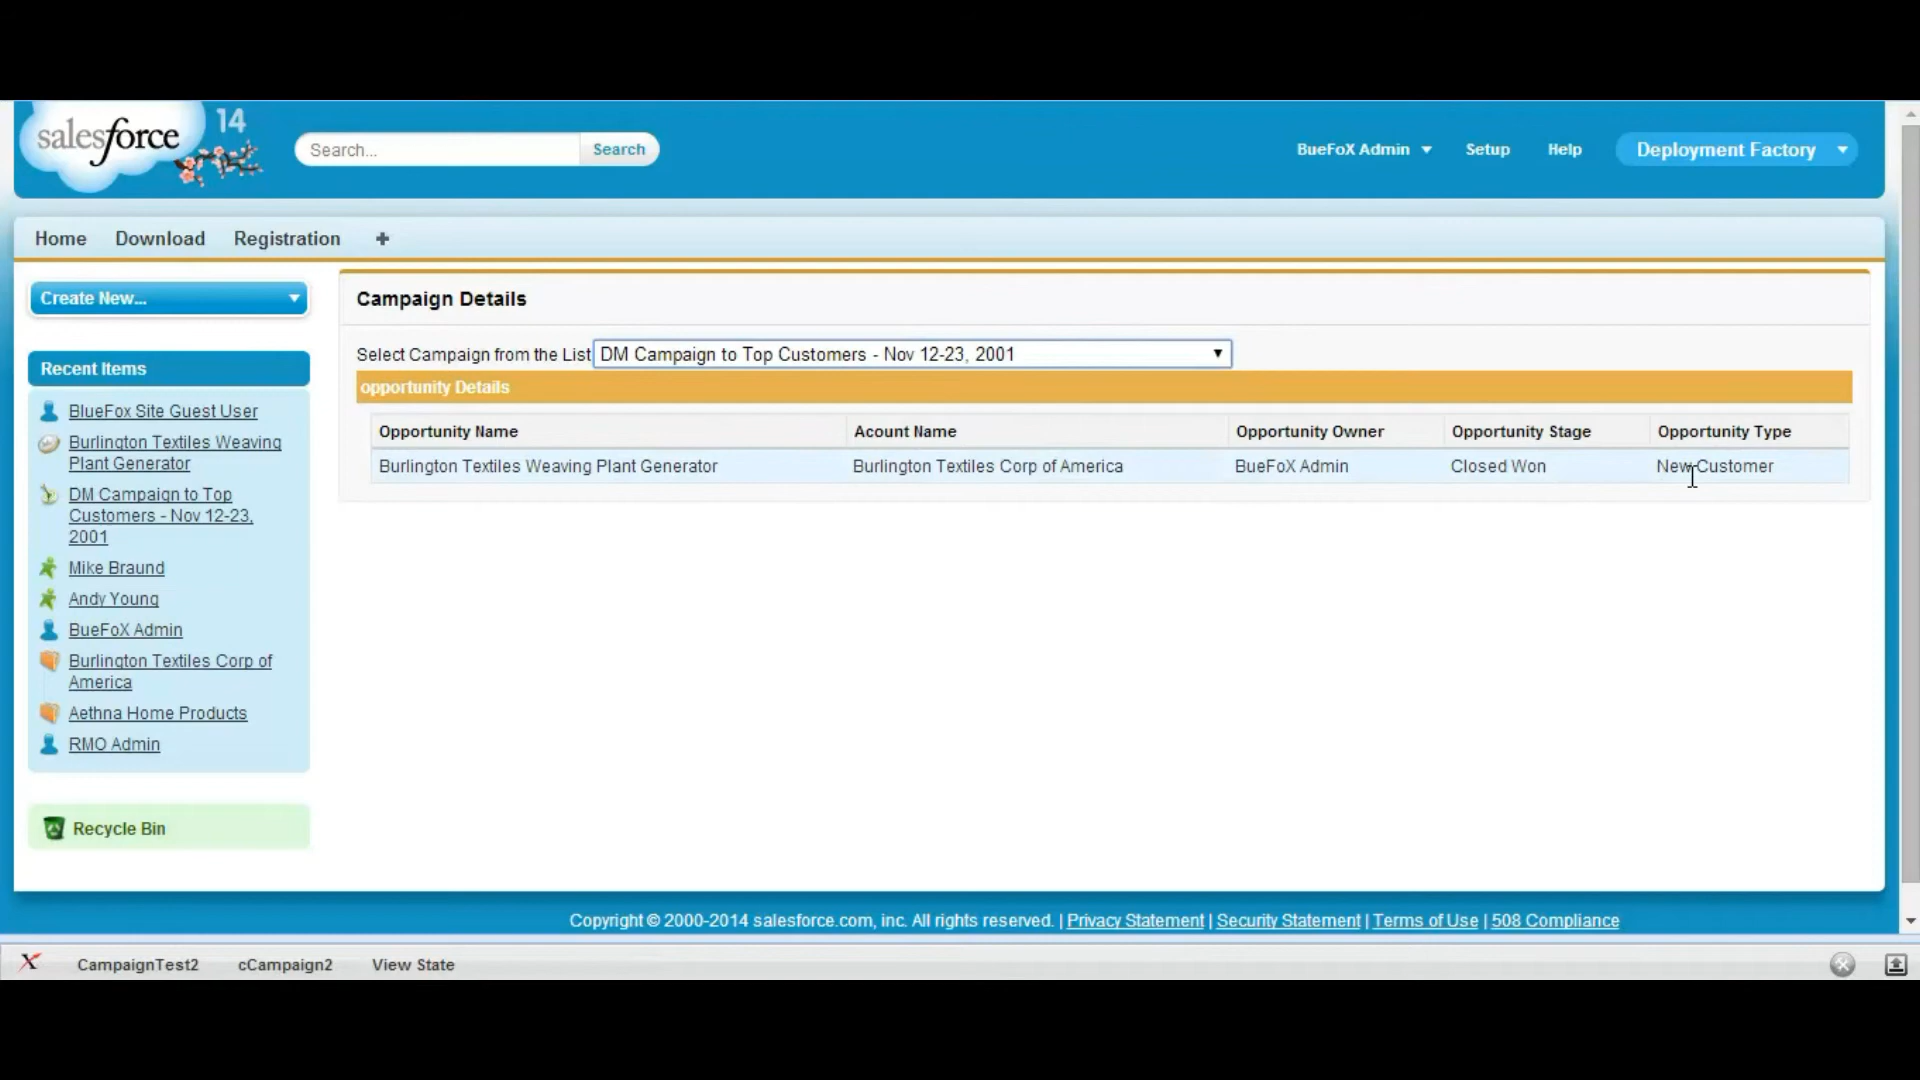 salesforce 14
Search...
Search
BueFoX Admin
Setup
Help
Deployment Factory
Home
Download
Registration
+
Create New...
Recent Items
BlueFox Site Guest User
Burlington Textiles Weaving
Plant Generator
DM Campaign to Top
Customers - Nov 12-23,
2001
Mike Braund
Andy Young
BueFoX Admin
Burlington Textiles Corp of
America
Aethna Home Products
RMO Admin
Recycle Bin
Campaign Details
Select Campaign from the List DM Campaign to Top Customers - Nov 12-23, 2001
opportunity Details
Opportunity Name Acount Name Opportunity Owner Opportunity Stage Opportunity Type
Burlington Textiles Weaving Plant Generator Burlington Textiles Corp of America BueFoX Admin Closed Won New Customer
Copyright © 2000-2014 salesforce.com, inc. All rights reserved. | Privacy Statement | Security Statement | Terms of Use | 508 Compliance
CampaignTest2 cCampaign2 View State